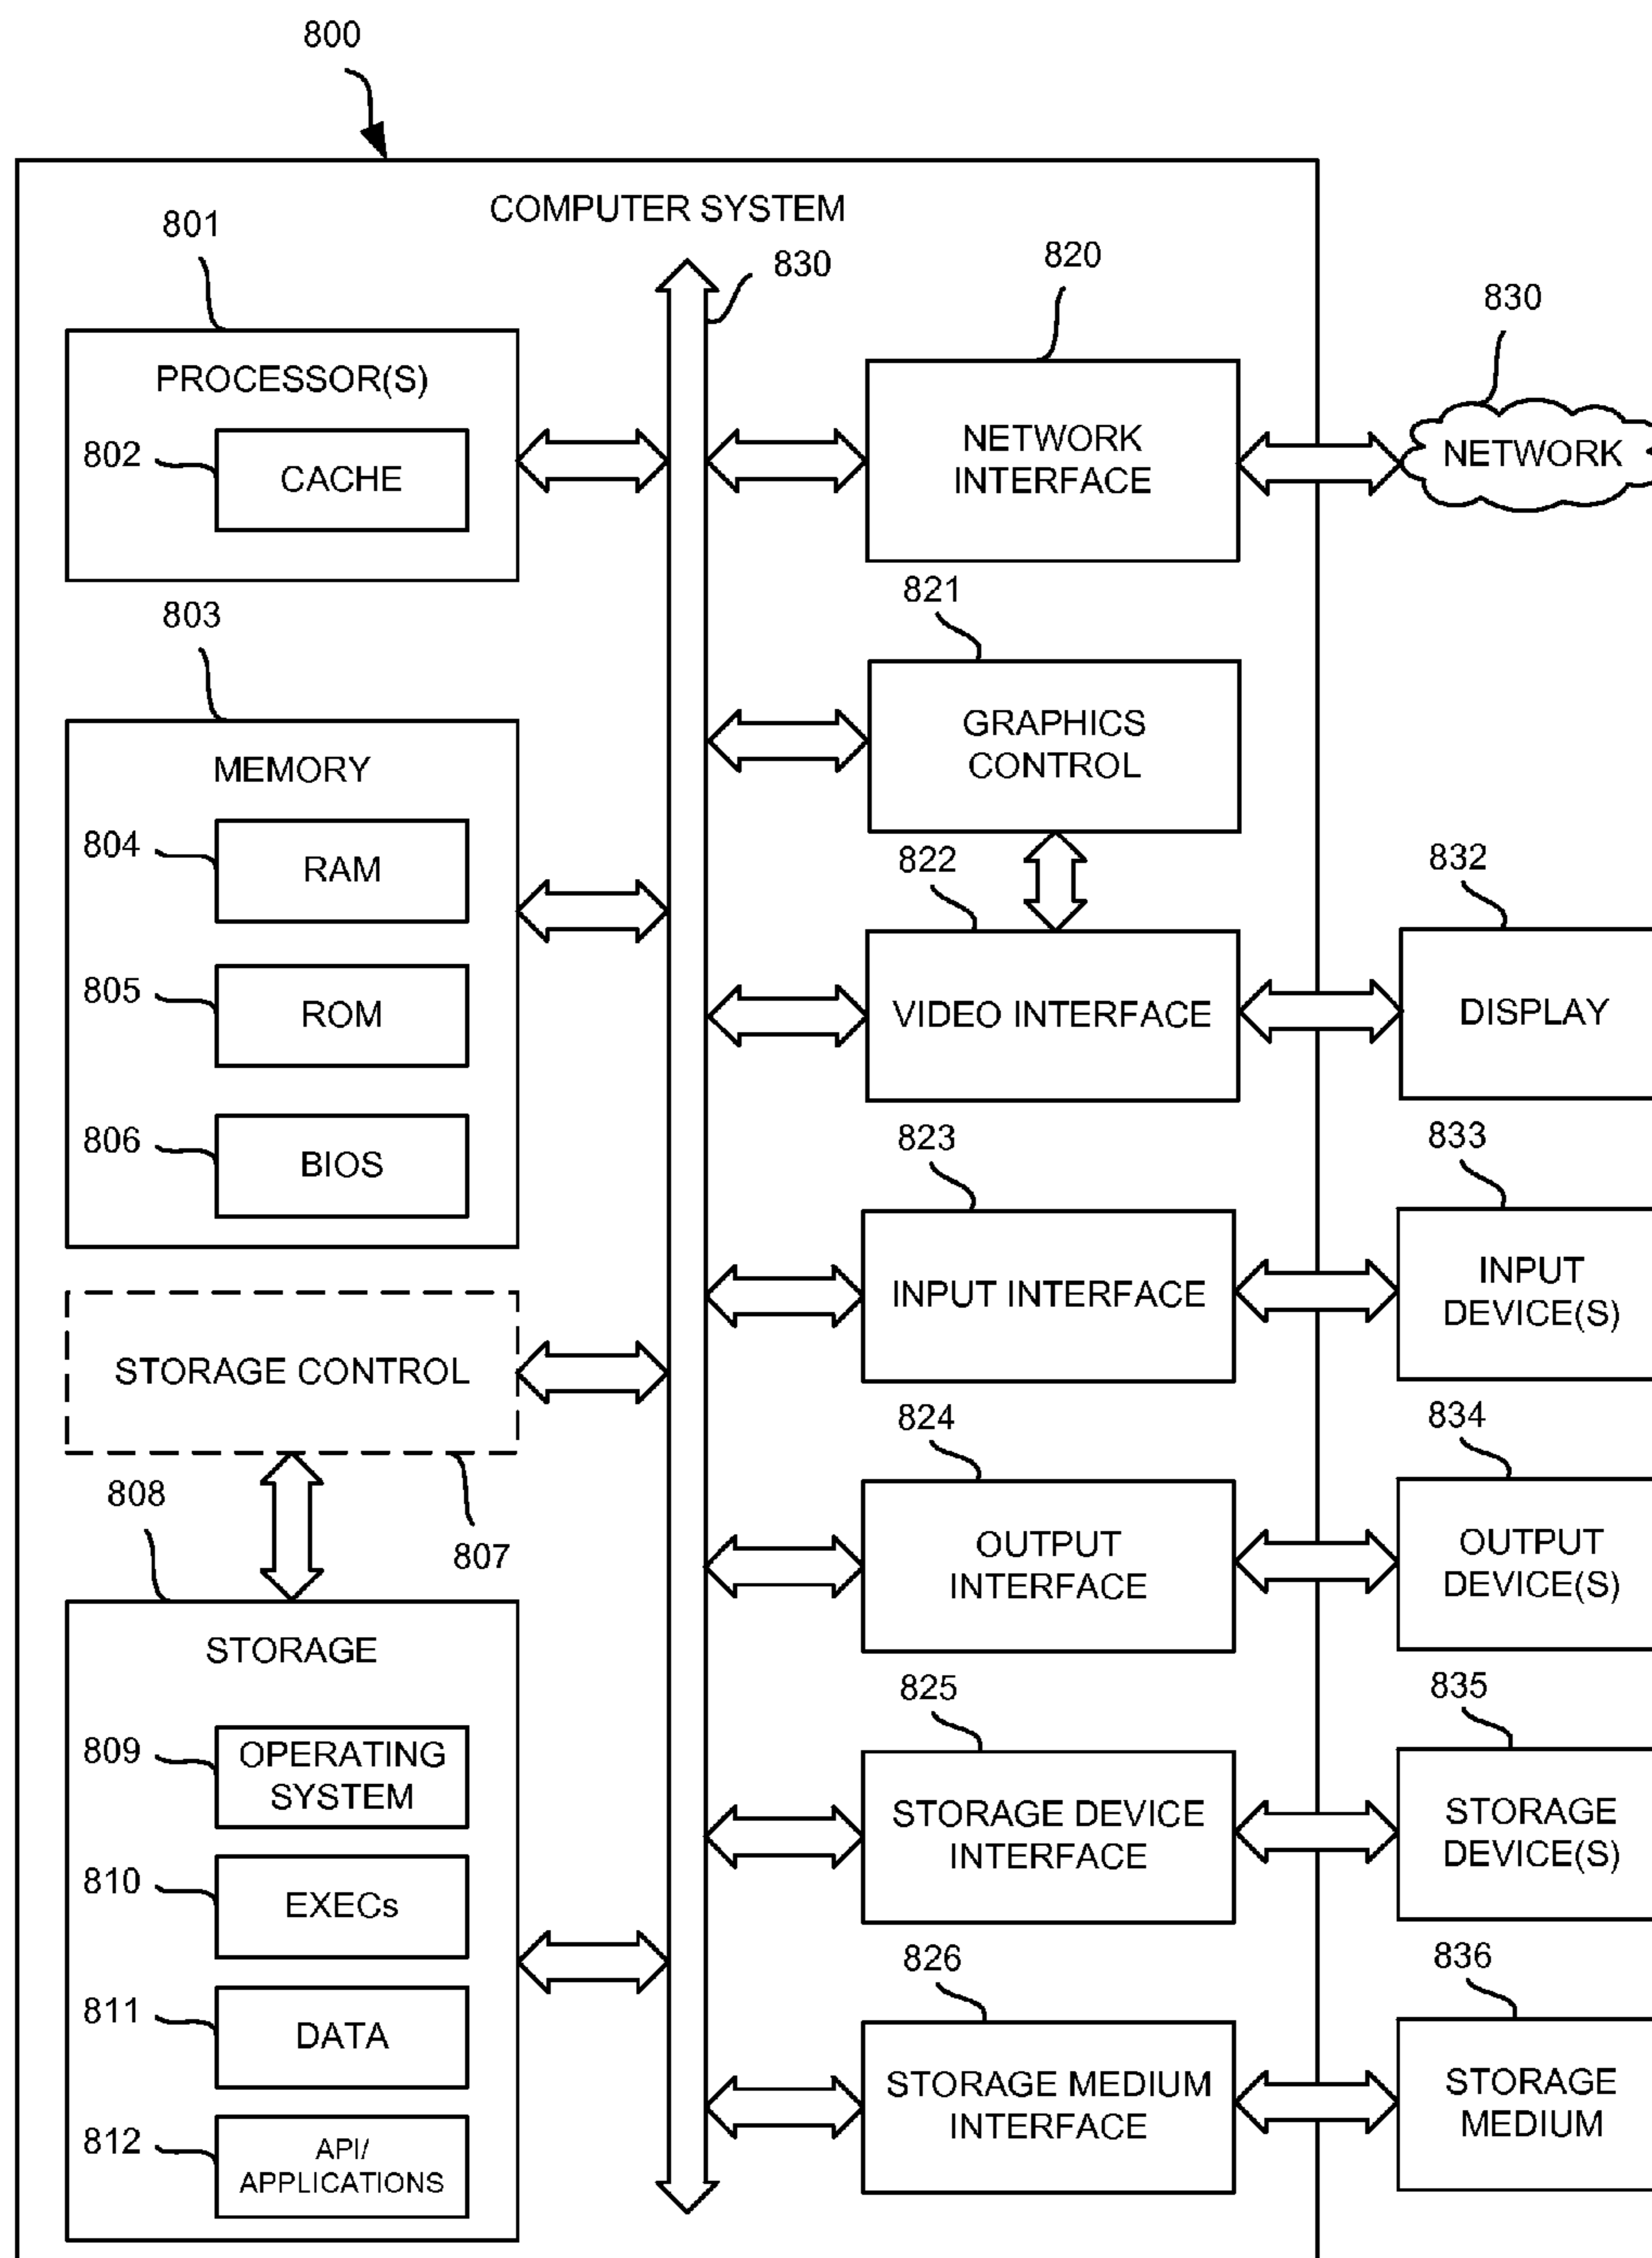 800
COMPUTER SYSTEM
801
830
820
830
PROCESSOR(S)
802
CACHE
NETWORK
INTERFACE
NETWORK
803
821
MEMORY
GRAPHICS
CONTROL
804
RAM
822
832
805
ROM
VIDEO INTERFACE
DISPLAY
806
BIOS
823
833
INPUT INTERFACE
INPUT
DEVICE(S)
STORAGE CONTROL
824
834
808
807
OUTPUT
INTERFACE
OUTPUT
DEVICE(S)
STORAGE
825
835
809
OPERATING
SYSTEM
STORAGE DEVICE
INTERFACE
STORAGE
DEVICE(S)
810
EXECs
826
836
811
DATA
STORAGE MEDIUM
INTERFACE
STORAGE
MEDIUM
812
API/
APPLICATIONS